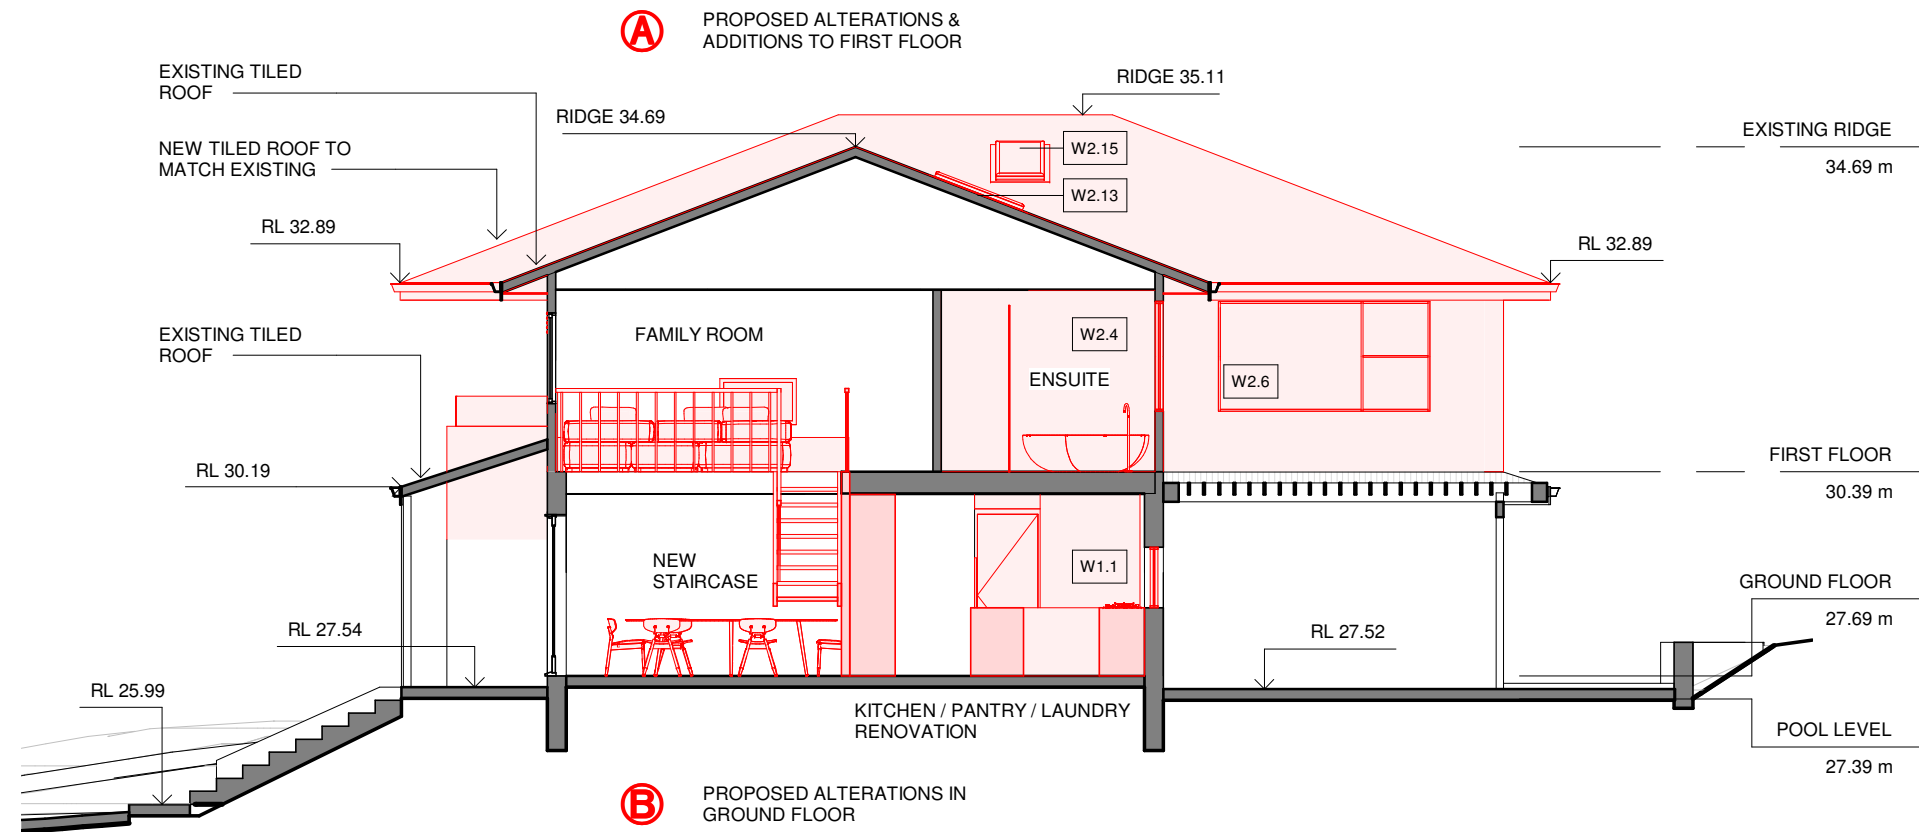 A
PROPOSED ALTERATIONS &
ADDITIONS TO FIRST FLOOR
EXISTING TILED
ROOF
RIDGE 35.11
RIDGE 34.69
EXISTING RIDGE
34.69 m
NEW TILED ROOF TO
MATCH EXISTING
W2.15
W2.13
RL 32.89
RL 32.89
EXISTING TILED
ROOF
FAMILY ROOM
W2.4
ENSUITE
W2.6
RL 30.19
FIRST FLOOR
30.39 m
NEW
STAIRCASE
W1.1
GROUND FLOOR
27.69 m
RL 27.54
RL 27.52
RL 25.99
KITCHEN / PANTRY / LAUNDRY
RENOVATION
POOL LEVEL
27.39 m
B
PROPOSED ALTERATIONS IN
GROUND FLOOR